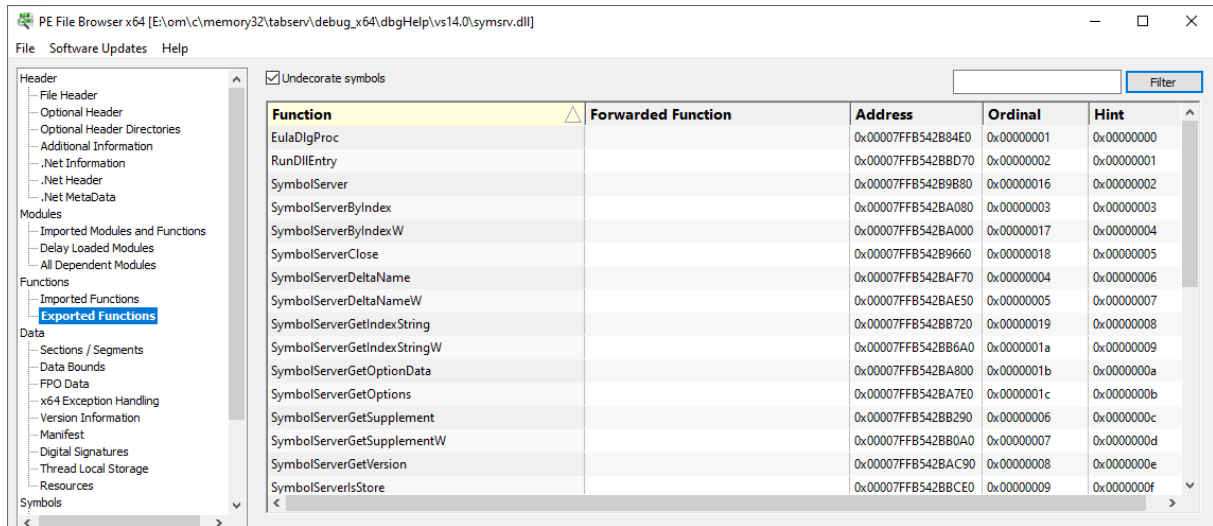 PE File Browser x64 [E:\om\c\memory32\tabserv\debug_x64\dbgHelp\vs14.0\symsrv.dll]
File Software Updates Help
Header
File Header
Optional Header
Optional Header Directories
Additional Information
.Net Information
.Net Header
.Net MetaData
Modules
Imported Modules and Functions
Delay Loaded Modules
All Dependent Modules
Functions
Imported Functions
Exported Functions
Data
Sections / Segments
Data Bounds
FPO Data
x64 Exception Handling
Version Information
Manifest
Digital Signatures
Thread Local Storage
Resources
Symbols
Undecorate symbols
Filter
Function Forwarded Function Address Ordinal Hint
EulaDlgProc 0x00007FFB542B84E0 0x00000001 0x00000000
RunDllEntry 0x00007FFB542BBD70 0x00000002 0x00000001
SymbolServer 0x00007FFB542B9B80 0x00000016 0x00000002
SymbolServerByIndex 0x00007FFB542BA080 0x00000003 0x00000003
SymbolServerByIndexW 0x00007FFB542BA000 0x00000017 0x00000004
SymbolServerClose 0x00007FFB542B9660 0x00000018 0x00000005
SymbolServerDeltaName 0x00007FFB542BAF70 0x00000004 0x00000006
SymbolServerDeltaNameW 0x00007FFB542BAE50 0x00000005 0x00000007
SymbolServerGetIndexString 0x00007FFB542BB720 0x00000019 0x00000008
SymbolServerGetIndexStringW 0x00007FFB542BB6A0 0x0000001a 0x00000009
SymbolServerGetOptionData 0x00007FFB542BA800 0x0000001b 0x0000000a
SymbolServerGetOptions 0x00007FFB542BA7E0 0x0000001c 0x0000000b
SymbolServerGetSupplement 0x00007FFB542BB290 0x00000006 0x0000000c
SymbolServerGetSupplementW 0x00007FFB542BB0A0 0x00000007 0x0000000d
SymbolServerGetVersion 0x00007FFB542BAC90 0x00000008 0x0000000e
SymbolServerIsStore 0x00007FFB542BBCE0 0x00000009 0x0000000f